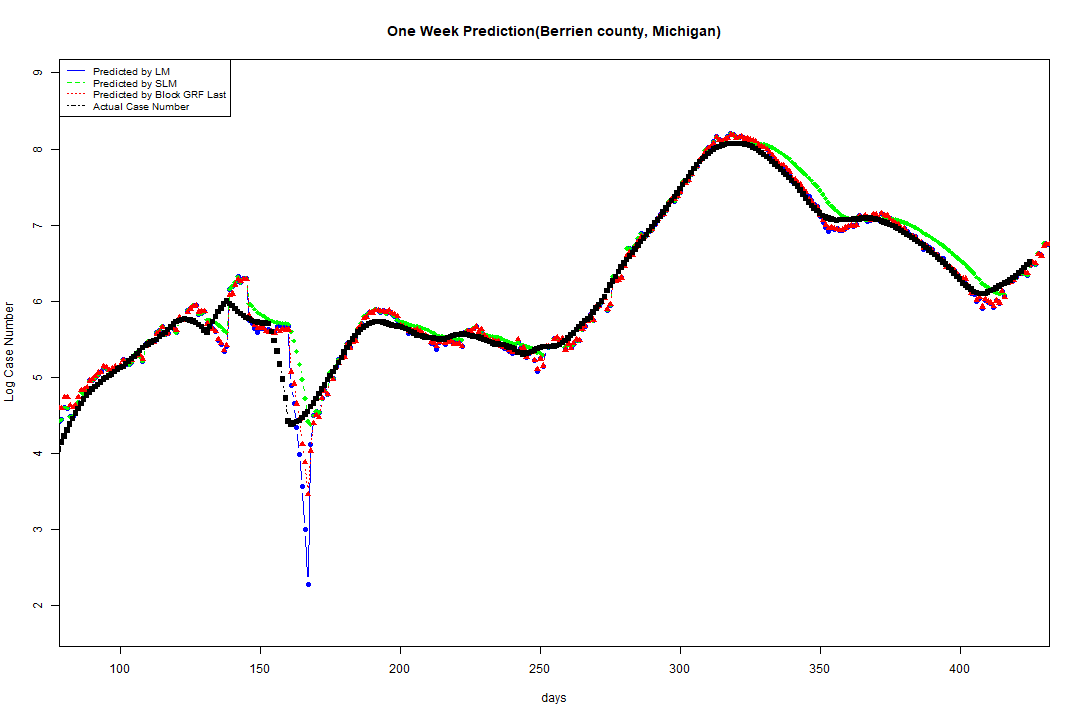 One Week Prediction(Berrien county, Michigan)
Predicted by LM
Predicted by SLM
Predicted by Block GRF Last
Actual Case Number
Log Case Number
9
8
7
6
5
4
3
2
100 150 200 250 300 350 400
days